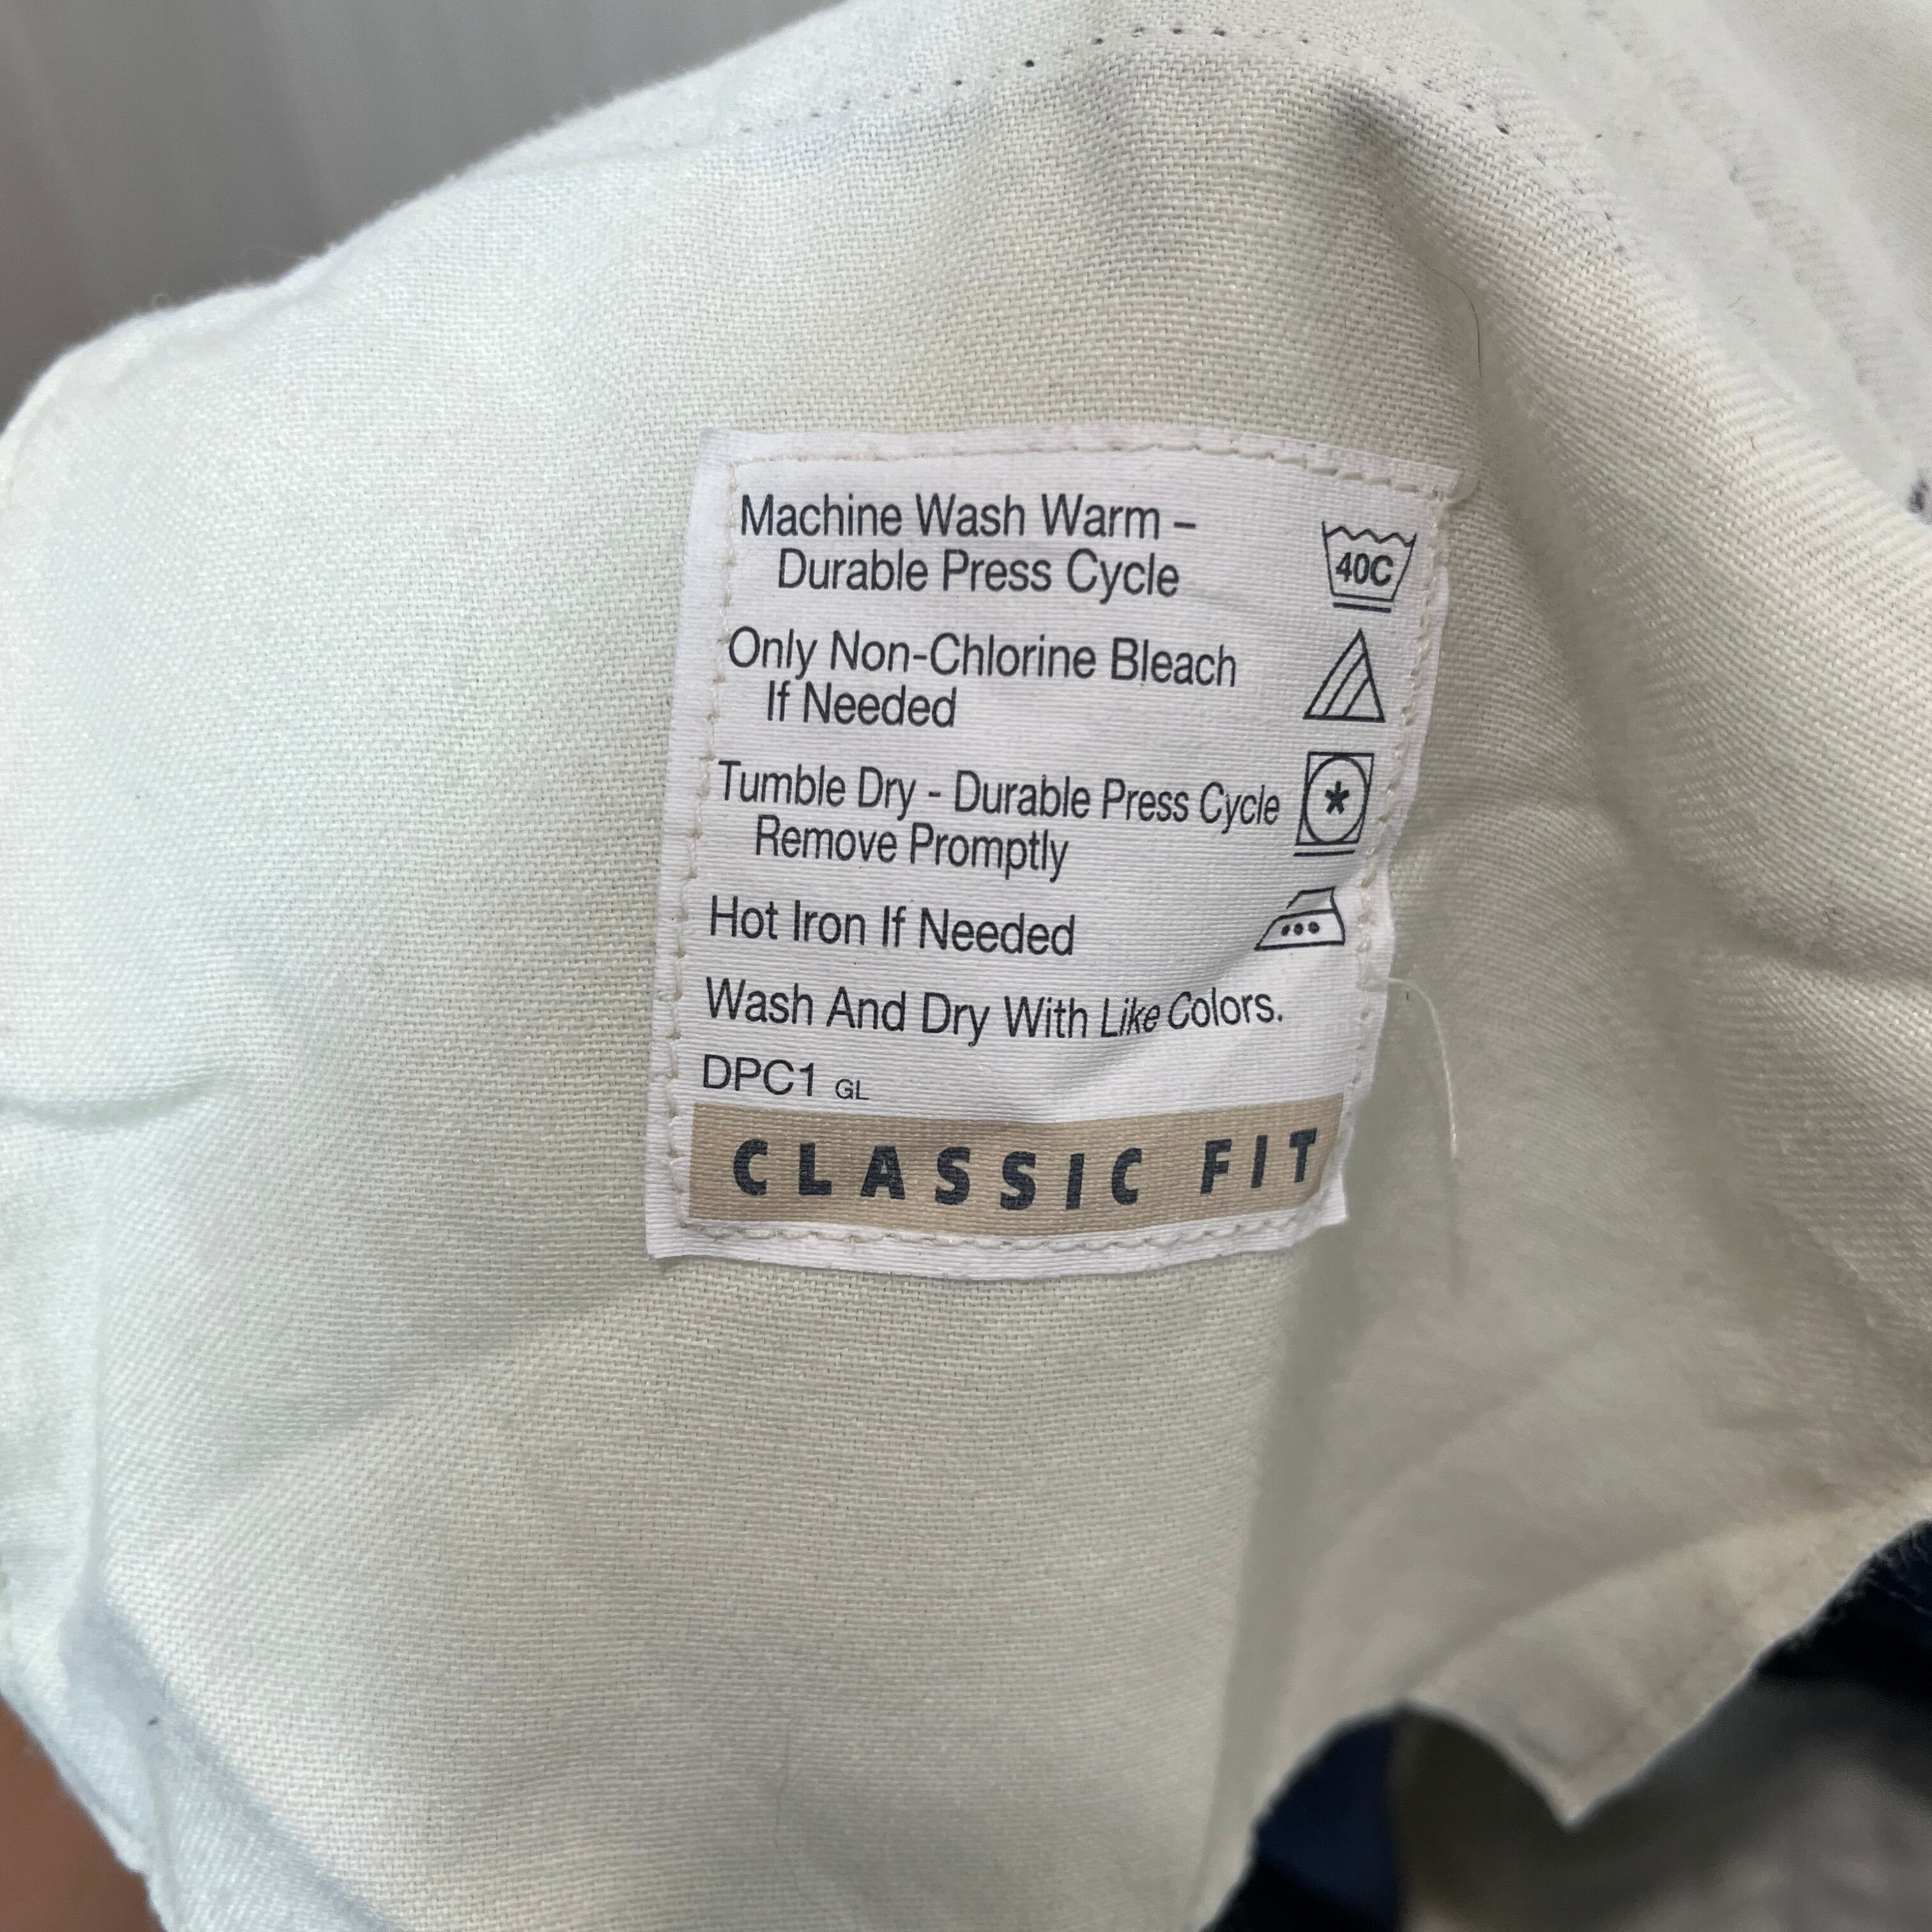 Machine Wash Warm –
Durable Press Cycle
40C
Only Non-Chlorine Bleach
If Needed
Tumble Dry - Durable Press Cycle
Remove Promptly
Hot Iron If Needed
Wash And Dry With Like Colors.
DPC1 GL
CLASSIC FIT